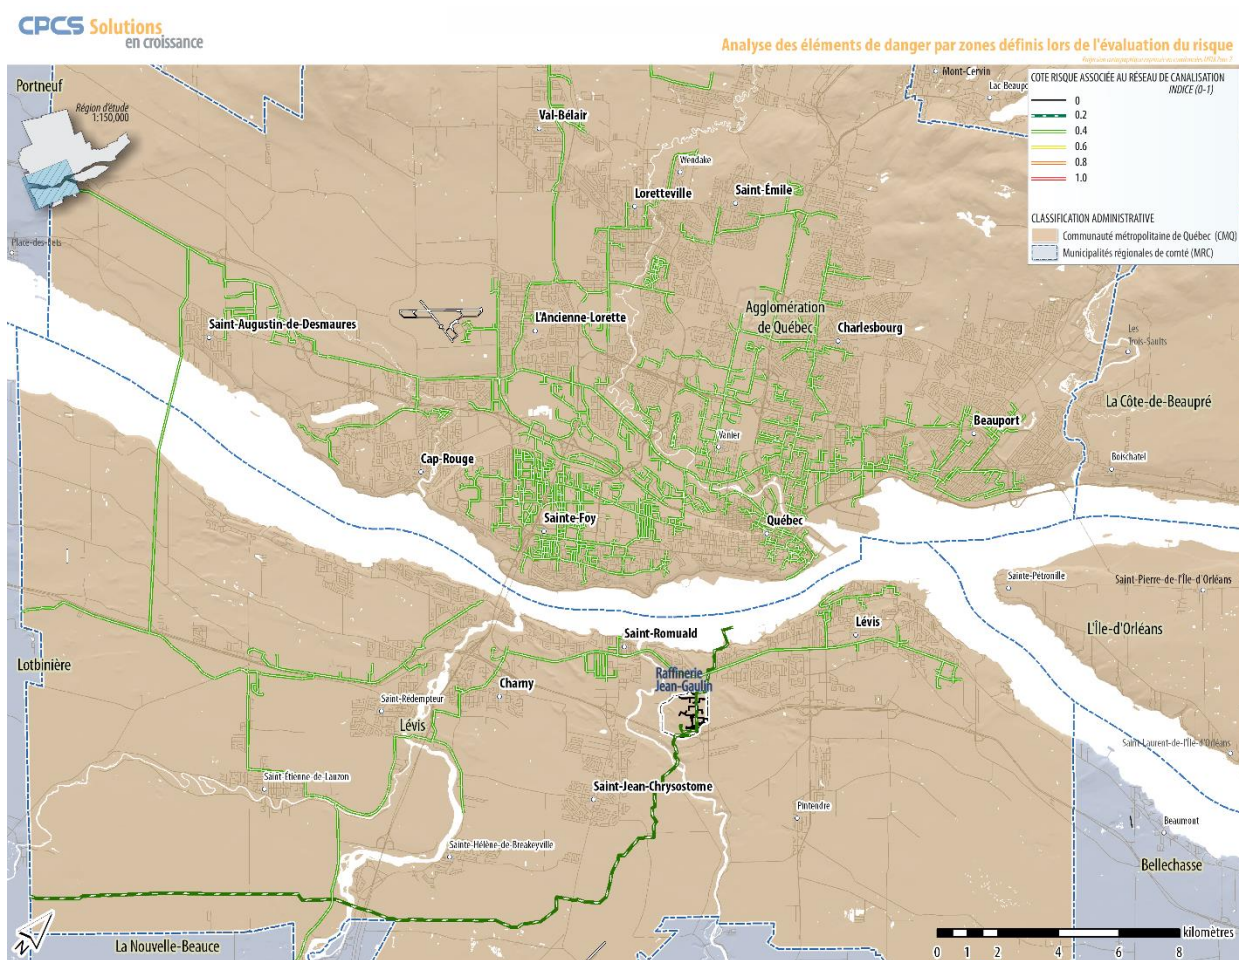 CPCS Solutions
en croissance
Analyse des éléments de danger par zones définis lors de l'évaluation du risque
Portneuf
Région d'étude
1:150,000
Mont-Cervin
COTE RISQUE ASSOCIÉE AU RÉSEAU DE CANALISATION
INDICE (0-1)
0
0.2
0.4
0.6
0.8
1.0
CLASSIFICATION ADMINISTRATIVE
Communauté métropolitaine de Québec (CMQ)
Municipalités régionales de comté (MRC)
Lac Beaupo
Val-Bélair
Wendake
Loretteville
Saint-Émile
Place-des-Ilets
Saint-Augustin-de-Desmaures
L'Ancienne-Lorette
Agglomération
de Québec
Charlesbourg
Les
Trois-Saults
La Côte-de-Beaupré
Beauport
Vanier
Boischatel
Cap-Rouge
Sainte-Foy
Québec
Sainte-Pétronille
Saint-Pierre-de-l'Île-d'Orléans
L'Île-d'Orléans
Saint-Romuald
Lévis
Lotbinière
Raffinerie
Jean-Gaulin
Charny
Saint-Rédempteur
Lévis
Saint-Laurent-de-l'Île-d'Orléans
Saint-Étienne-de-Lauzon
Saint-Jean-Chrysostome
Pintendre
Beaumont
Sainte-Hélène-de-Breakeyville
Bellechasse
La Nouvelle-Beauce
N
kilomètres
0 1 2 4 6 8